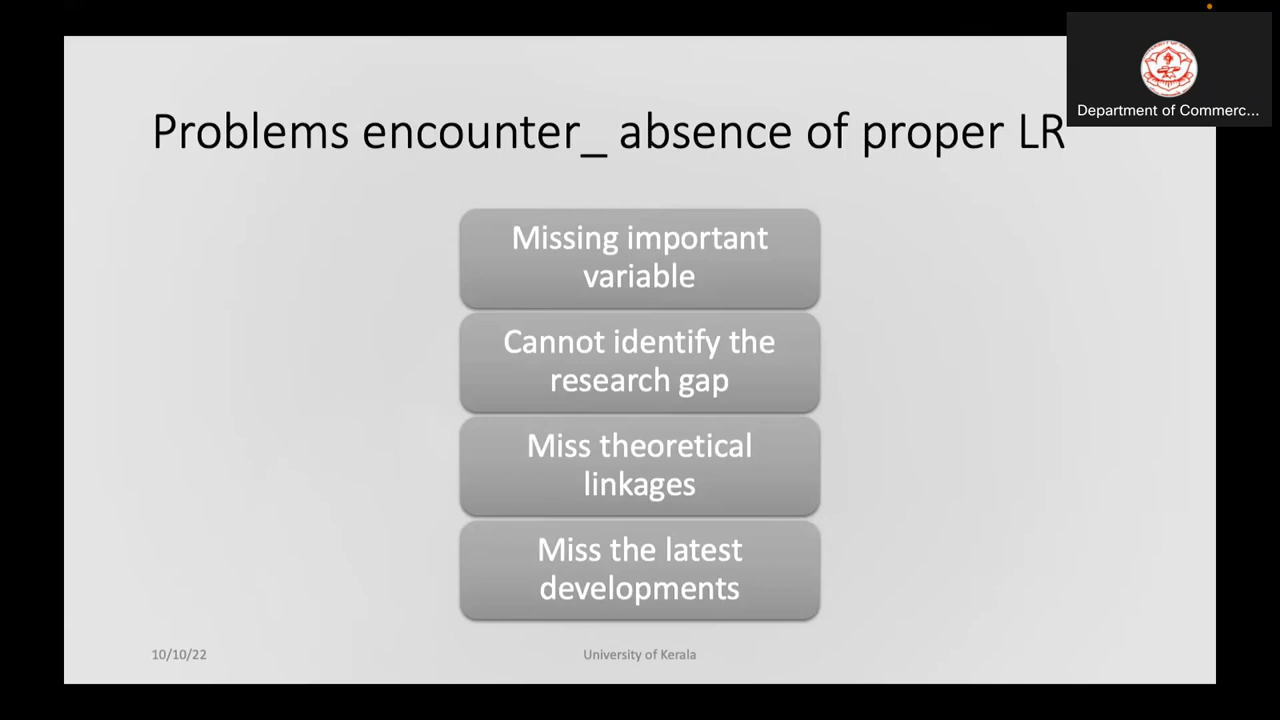 Department of Commerc...
Problems encounter_ absence of proper LR
Missing important
variable
Cannot identify the
research gap
Miss theoretical
linkages
Miss the latest
developments
10/10/22
University of Kerala